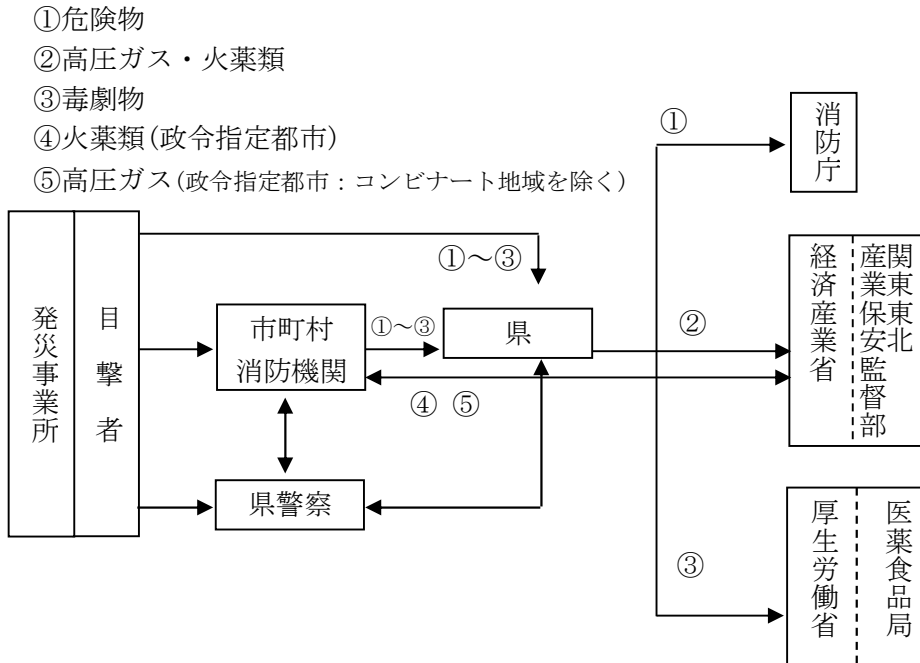 ①危険物
②高圧ガス・火薬類
③毒劇物
④火薬類(政令指定都市)
⑤高圧ガス(政令指定都市：コンビナート地域を除く)
発災事業所
目撃者
市町村
消防機関
県警察
①～③
①～③
県
④ ⑤
①
②
③
消防庁
経済産業省
関東東北
産業保安監督部
厚生労働省
医薬食品局